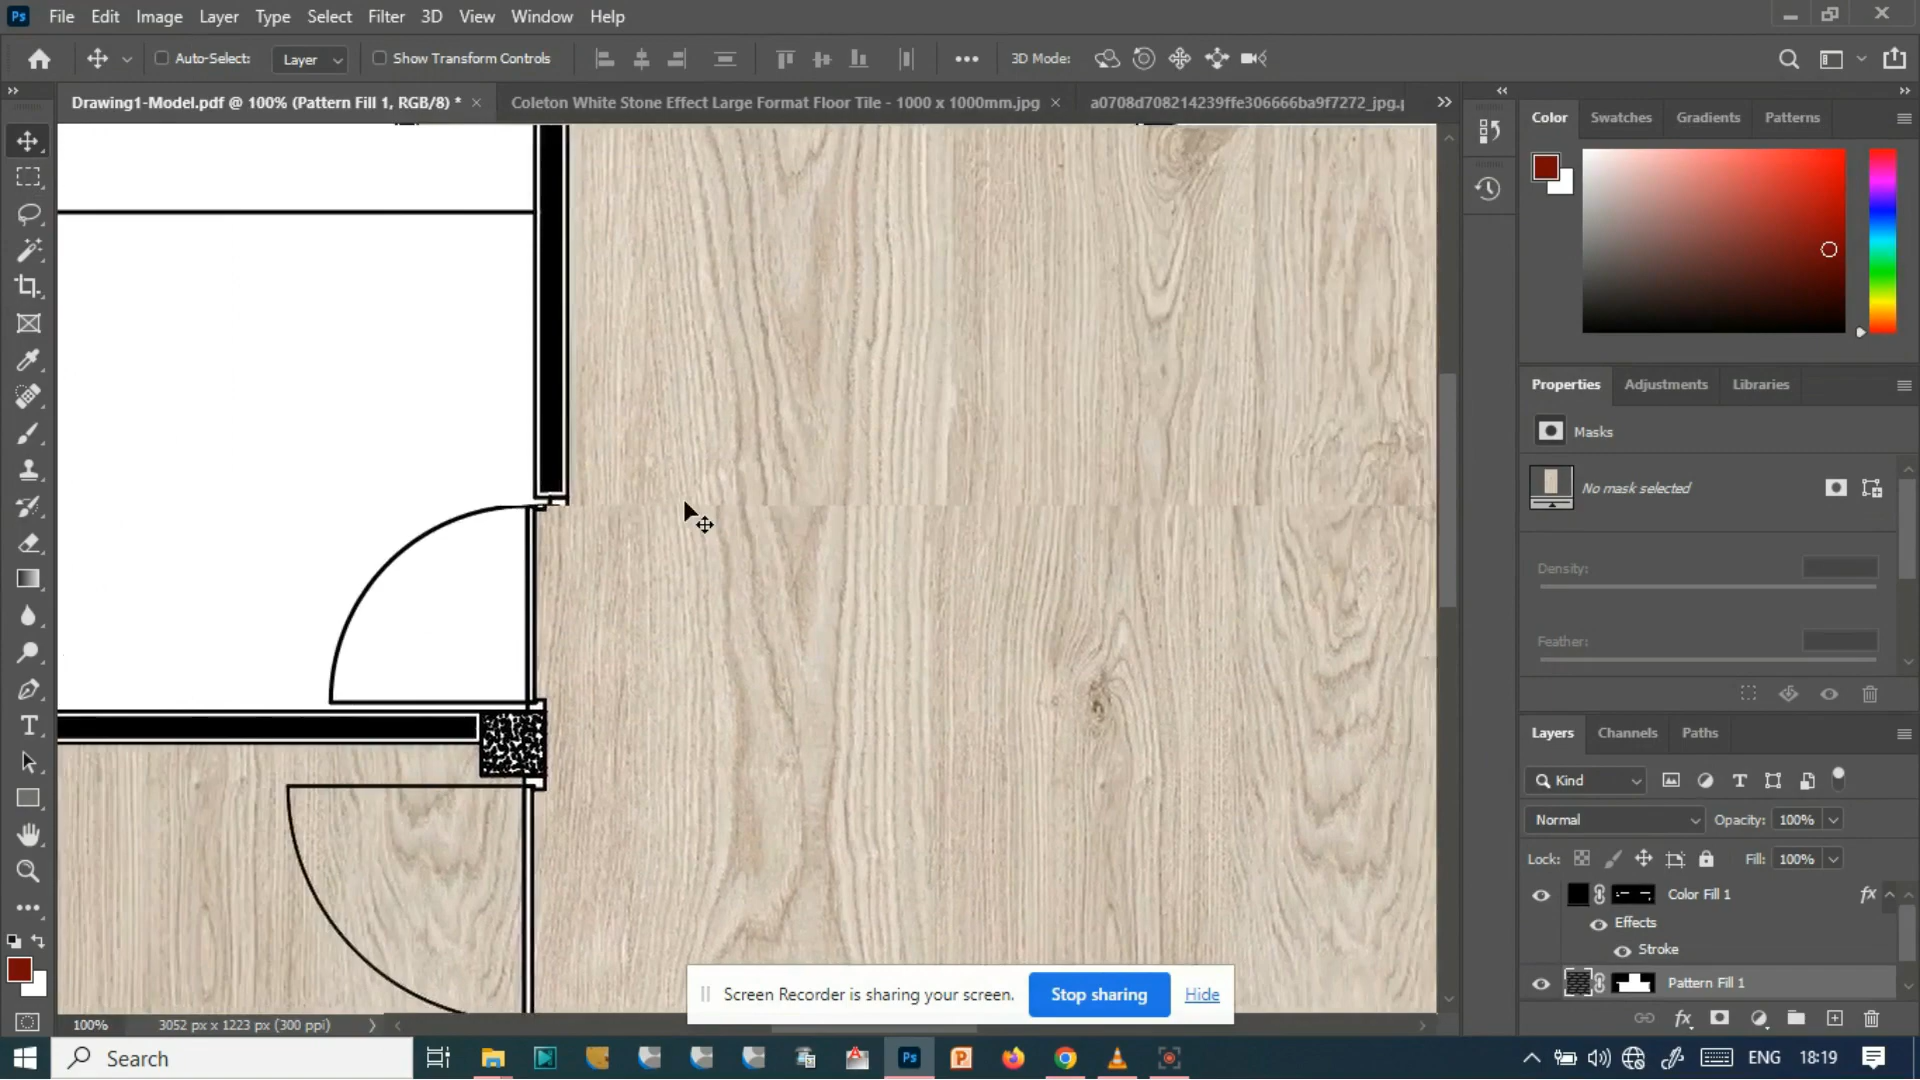 Ps File Edit Image Layer Type Select Filter 3D View Window Help
Auto-Select: Layer Show Transform Controls 3D Mode:
Drawing1-Model.pdf @ 100% (Pattern Fill 1, RGB/8) * Coleton White Stone Effect Large Format Floor Tile - 1000 x 1000mm.jpg a0708d708214239ffe306666ba9f7272_jpg.j
Color Swatches Gradients Patterns
Properties Adjustments Libraries
Masks
No mask selected
Density:
Feather:
Layers Channels Paths
Kind
Normal Opacity: 100%
Lock: Fill: 100%
Color Fill 1 fx
Effects
Stroke
Pattern Fill 1
Screen Recorder is sharing your screen. Stop sharing Hide
100% 3052 px x 1223 px (300 ppi)
Search Ps ENG 18:19